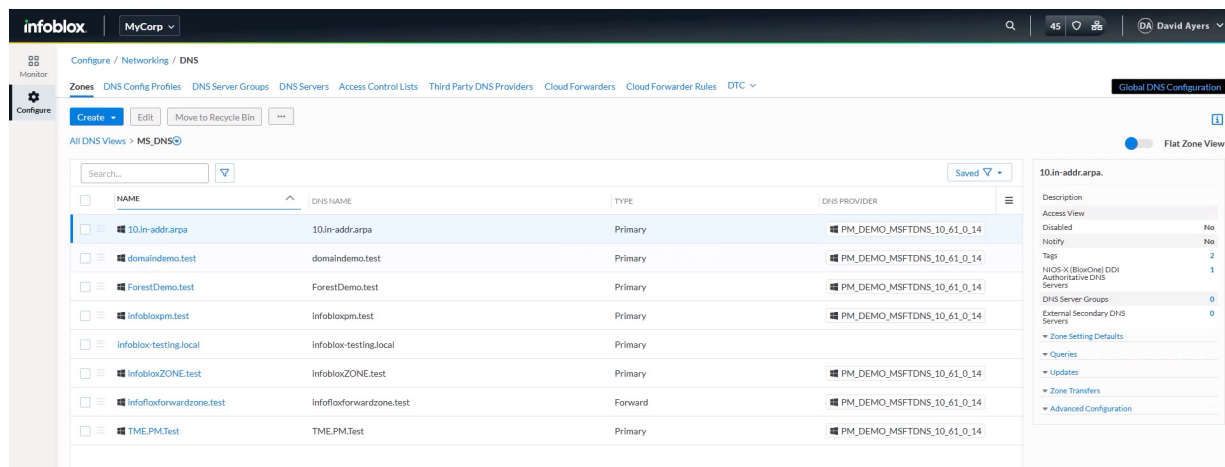 infoblox.
MyCorp
45
DA David Ayers
Monitor
Configure
Configure / Networking / DNS
Zones DNS Config Profiles DNS Server Groups DNS Servers Access Control Lists Third Party DNS Providers Cloud Forwarders Cloud Forwarder Rules DTC
Global DNS Configuration
Create Edit Move to Recycle Bin ...
All DNS Views > MS_DNS
Flat Zone View
Search...
Saved
NAME DNS NAME TYPE DNS PROVIDER
10.in-addr.arpa 10.in-addr.arpa Primary PM_DEMO_MSFTDNS_10_61_0_14
domaindemo.test domaindemo.test Primary PM_DEMO_MSFTDNS_10_61_0_14
ForestDemo.test ForestDemo.test Primary PM_DEMO_MSFTDNS_10_61_0_14
infobloxpm.test infobloxpm.test Primary PM_DEMO_MSFTDNS_10_61_0_14
infoblox-testing.local infoblox-testing.local Primary
infobloxZONE.test infobloxZONE.test Primary PM_DEMO_MSFTDNS_10_61_0_14
infofloxforwardzone.test infofloxforwardzone.test Forward PM_DEMO_MSFTDNS_10_61_0_14
TME.PM.Test TME.PM.Test Primary PM_DEMO_MSFTDNS_10_61_0_14
10.in-addr.arpa.
Description
Access View
Disabled No
Notify No
Tags 2
NIOS-X (BloxOne) DDI 1
Authoritative DNS
Servers
DNS Server Groups 0
External Secondary DNS 0
Servers
Zone Setting Defaults
Queries
Updates
Zone Transfers
Advanced Configuration